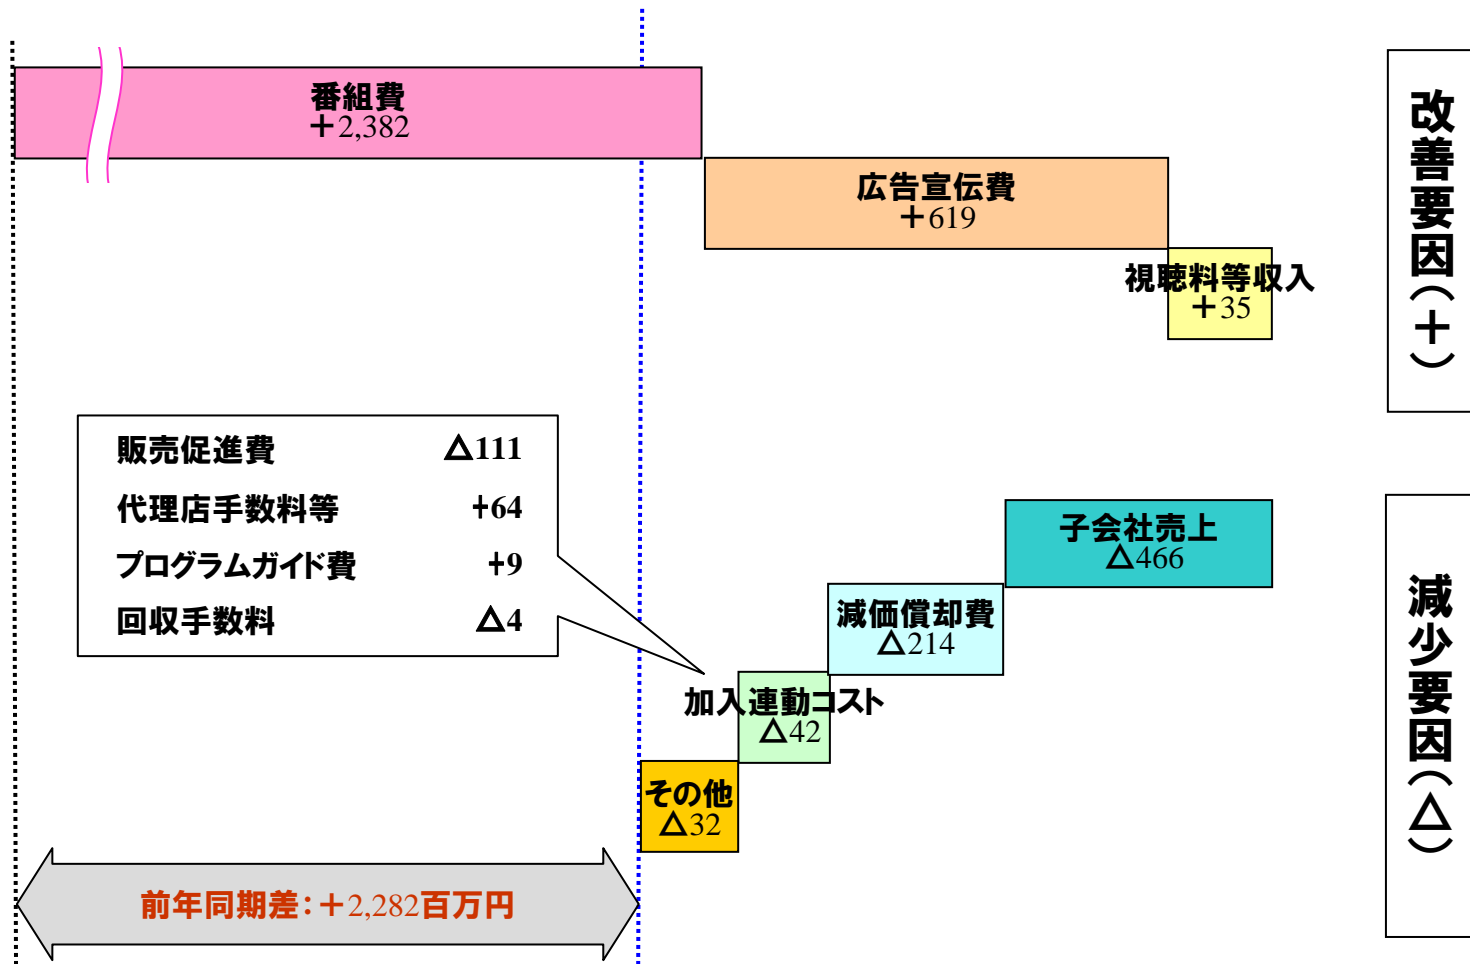 番組費
＋2,382
広告宣伝費
＋619
視聴料等収入
＋35
改善要因（＋）
販売促進費 △111
代理店手数料等 +64
プログラムガイド費 +9
回収手数料 △4
子会社売上
△466
減価償却費
△214
加入連動コスト
△42
その他
△32
減少要因（△）
前年同期差：＋2,282百万円